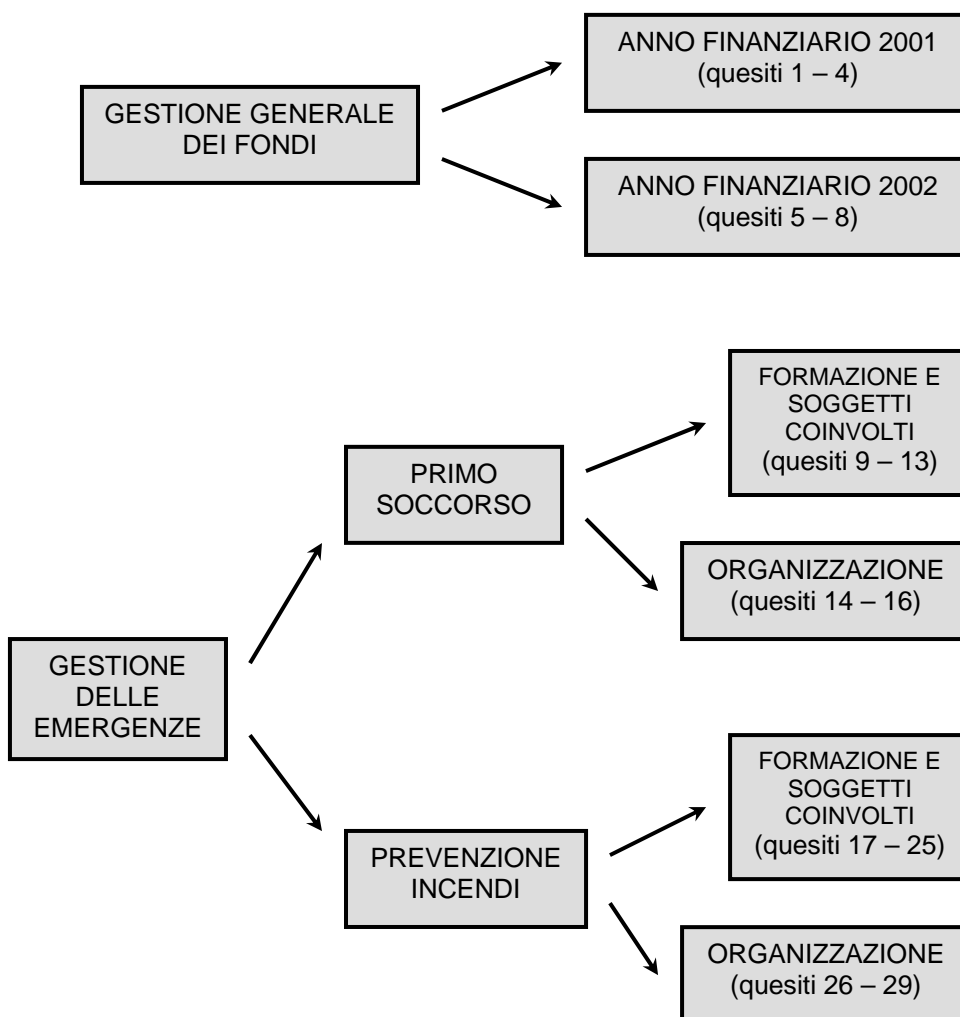 GESTIONE GENERALE
DEI FONDI
ANNO FINANZIARIO 2001
(quesiti 1 – 4)
ANNO FINANZIARIO 2002
(quesiti 5 – 8)
GESTIONE
DELLE
EMERGENZE
PRIMO
SOCCORSO
FORMAZIONE E
SOGGETTI
COINVOLTI
(quesiti 9 – 13)
ORGANIZZAZIONE
(quesiti 14 – 16)
PREVENZIONE
INCENDI
FORMAZIONE E
SOGGETTI
COINVOLTI
(quesiti 17 – 25)
ORGANIZZAZIONE
(quesiti 26 – 29)